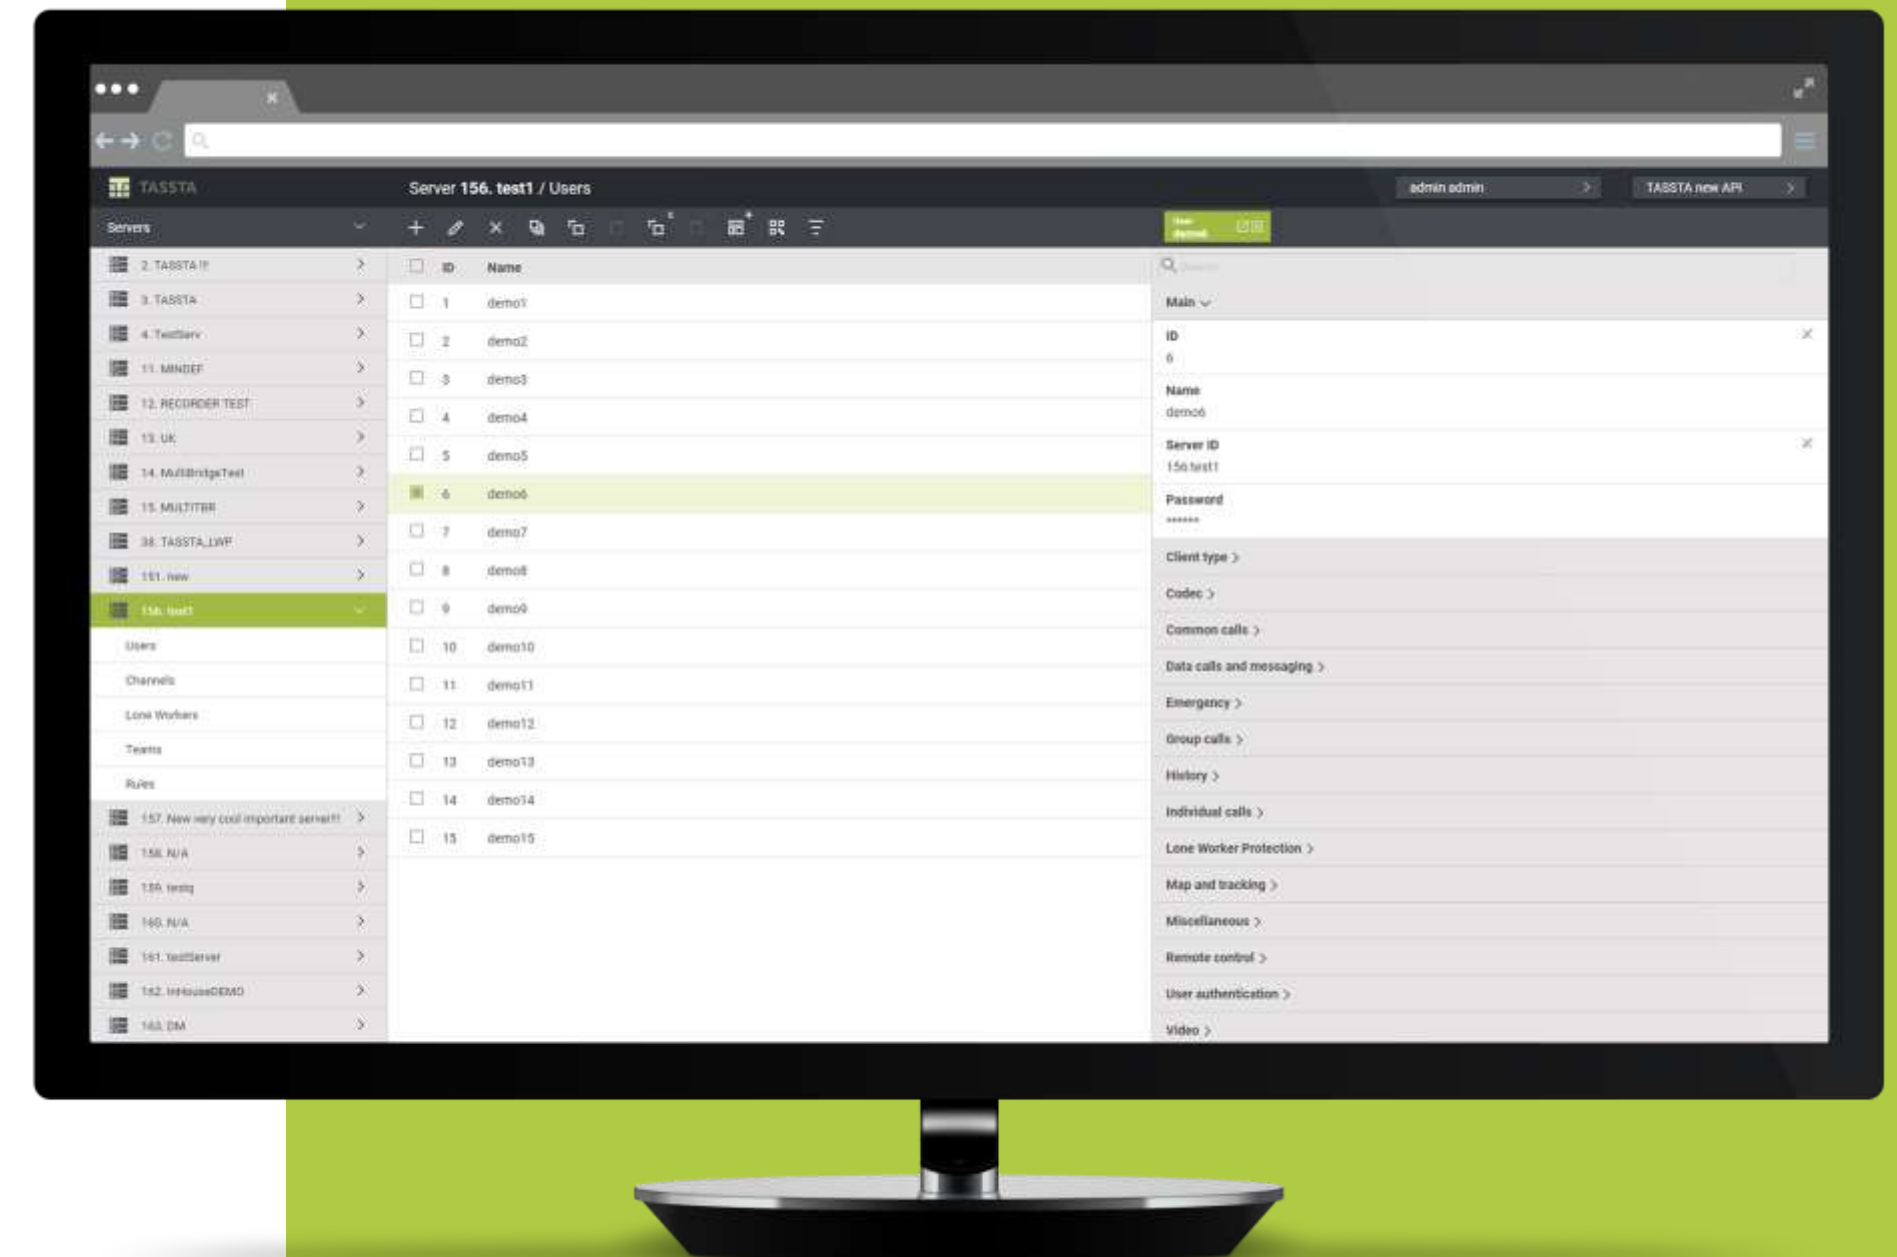 TASSTA
Server 156. test1 / Users
admin admin
TASSTA new API
Servers
User
demo6
2. TASSTA !!!
3. TASSTA
4. TestServ
11. MINDEF
12. RECORDER TEST
13. UK
14. MultiBridgeTest
15. MULTITBR
38. TASSTA_LWP
151. new
156. test1
Users
Channels
Lone Workers
Teams
Rules
157. New very cool important server!!!
158. N/A
159. testq
160. N/A
161. testServer
162. InHouseDEMO
163. DM
ID Name
1 demo1
2 demo2
3 demo3
4 demo4
5 demo5
6 demo6
7 demo7
8 demo8
9 demo9
10 demo10
11 demo11
12 demo12
13 demo13
14 demo14
15 demo15
Search
Main
ID
6
Name
demo6
Server ID
156.test1
Password
******
Client type
Codec
Common calls
Data calls and messaging
Emergency
Group calls
History
Individual calls
Lone Worker Protection
Map and tracking
Miscellaneous
Remote control
User authentication
Video